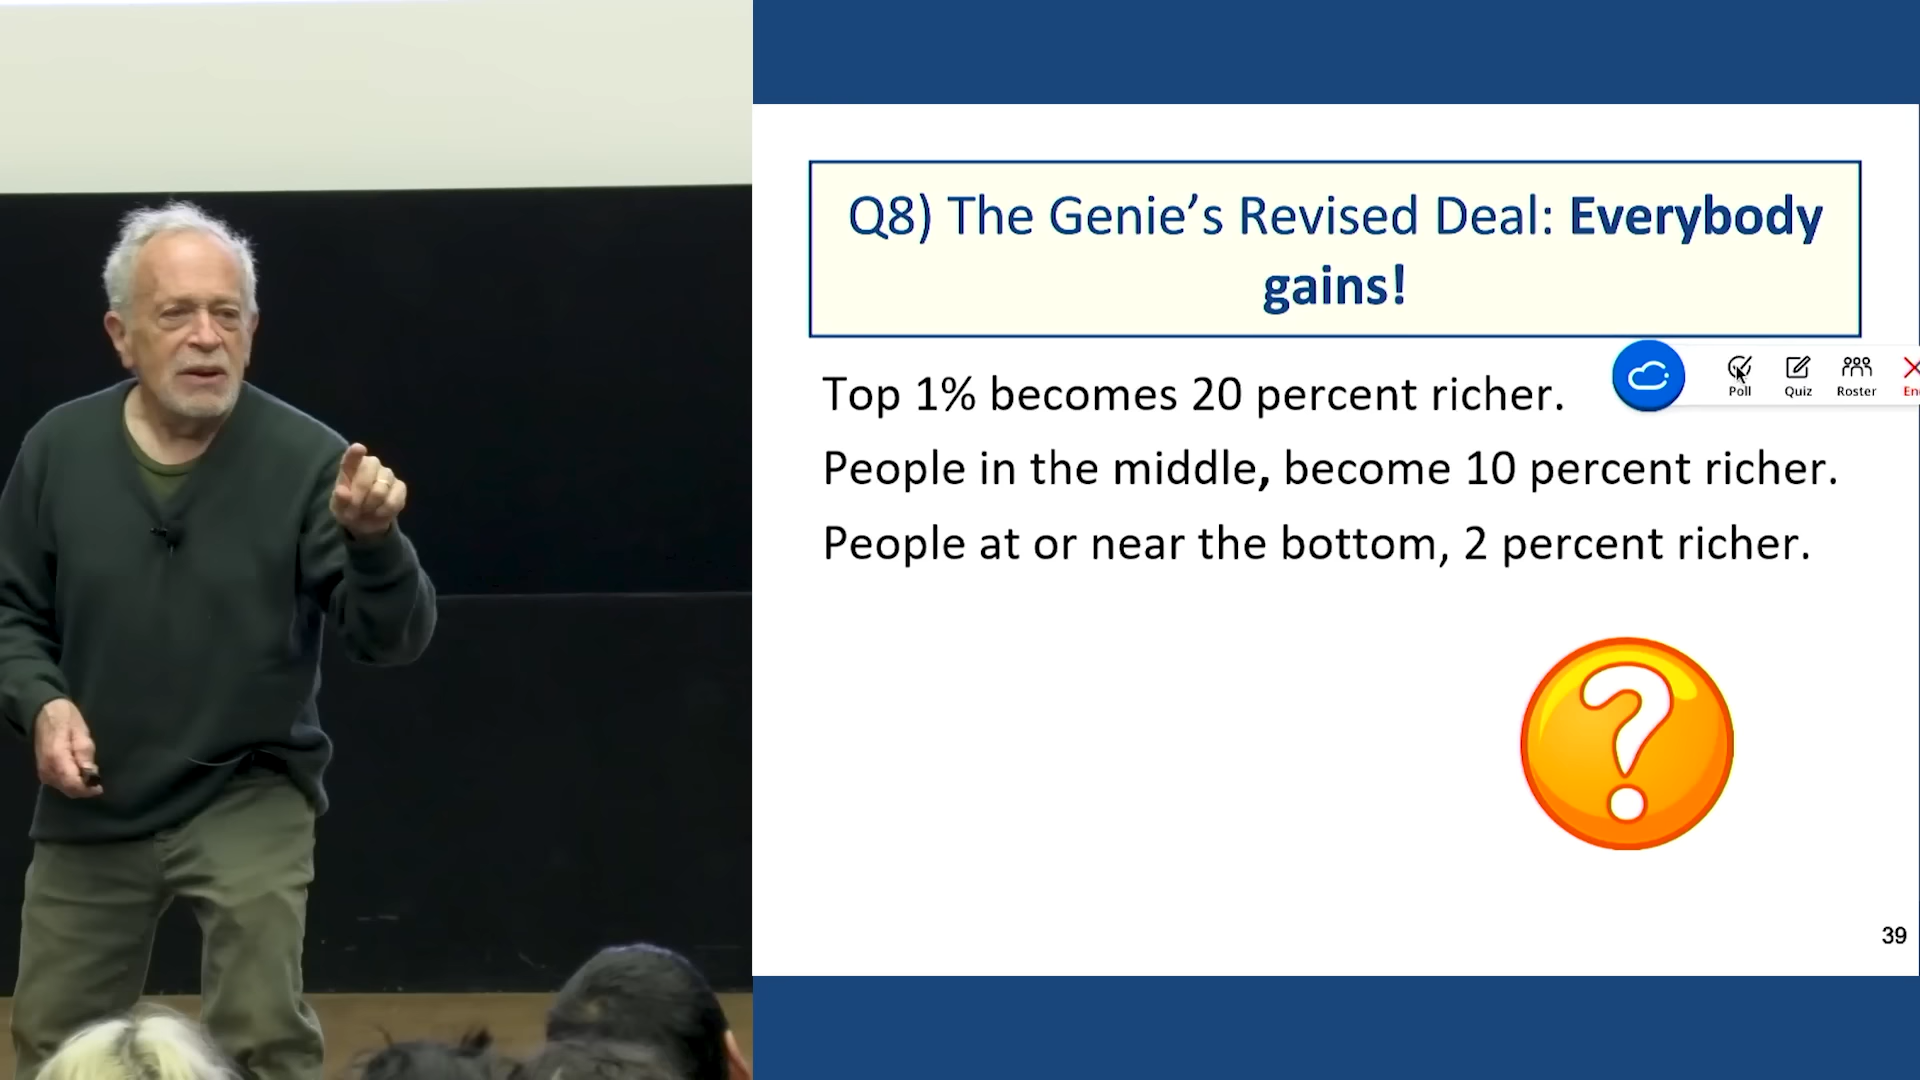 Q8) The Genie’s Revised Deal: Everybody
gains!
Top 1% becomes 20 percent richer.
Poll
Quiz
Roster
People in the middle, become 10 percent richer.
People at or near the bottom, 2 percent richer.
39